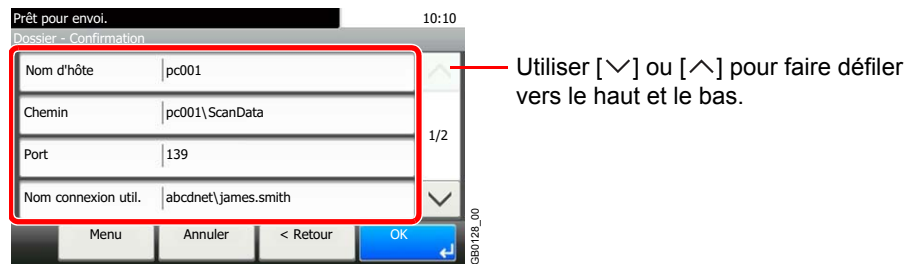 Prêt pour envoi. 10:10
Dossier - Confirmation
Nom d'hôte pc001
Chemin pc001\ScanData
1/2
Port 139
Nom connexion util. abcdnet\james.smith
Menu Annuler < Retour OK
GB0128_00
Utiliser [﹀] ou [︿] pour faire défiler
vers le haut et le bas.